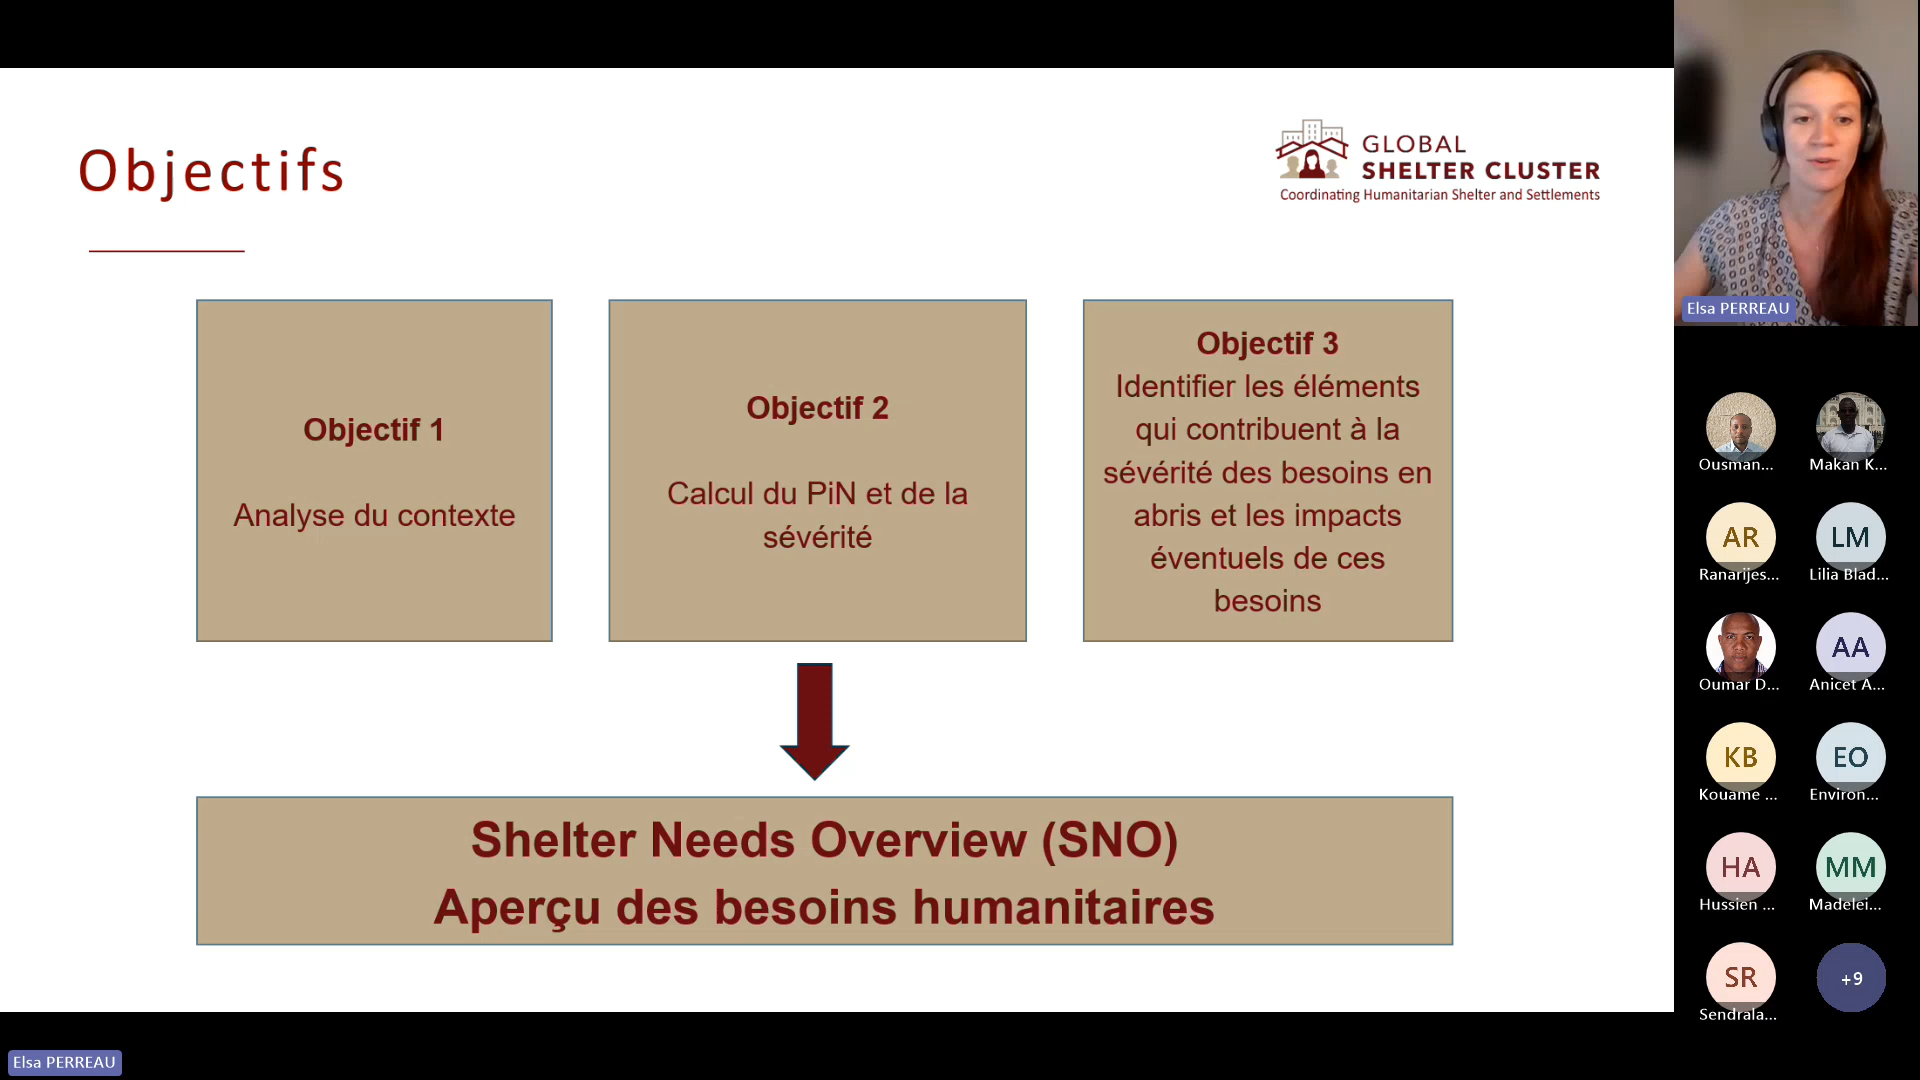 Objectifs
GLOBAL
SHELTER CLUSTER
Coordinating Humanitarian Shelter and Settlements
Objectif 1
Analyse du contexte
Objectif 2
Calcul du PiN et de la
sévérité
Objectif 3
Identifier les éléments
qui contribuent à la
sévérité des besoins en
abris et les impacts
éventuels de ces
besoins
Shelter Needs Overview (SNO)
Aperçu des besoins humanitaires
Elsa PERREAU
Ousman...
Makan K...
AR
Ranarijes...
LM
Lilia Blad...
Oumar D...
AA
Anicet A...
KB
Kouame ...
EO
Environ...
HA
Hussien ...
MM
Madelei...
SR
Sendrala...
+9
Elsa PERREAU